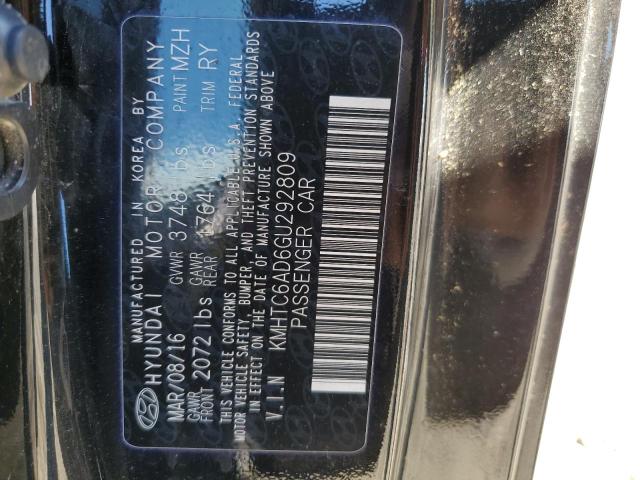 MANUFACTURED IN KOREA BY
HYUNDAI MOTOR COMPANY
MAR/08/16 GVWR 3748 lbs PAINT MZH
GAWR FRONT 2072 lbs GAWR REAR 1764 lbs TRIM RY
THIS VEHICLE CONFORMS TO ALL APPLICABLE U.S.A. FEDERAL
MOTOR VEHICLE SAFETY, BUMPER, AND THEFT PREVENTION STANDARDS
IN EFFECT ON THE DATE OF MANUFACTURE SHOWN ABOVE
V.I.N KMHTC6AD6GU292809
PASSENGER CAR